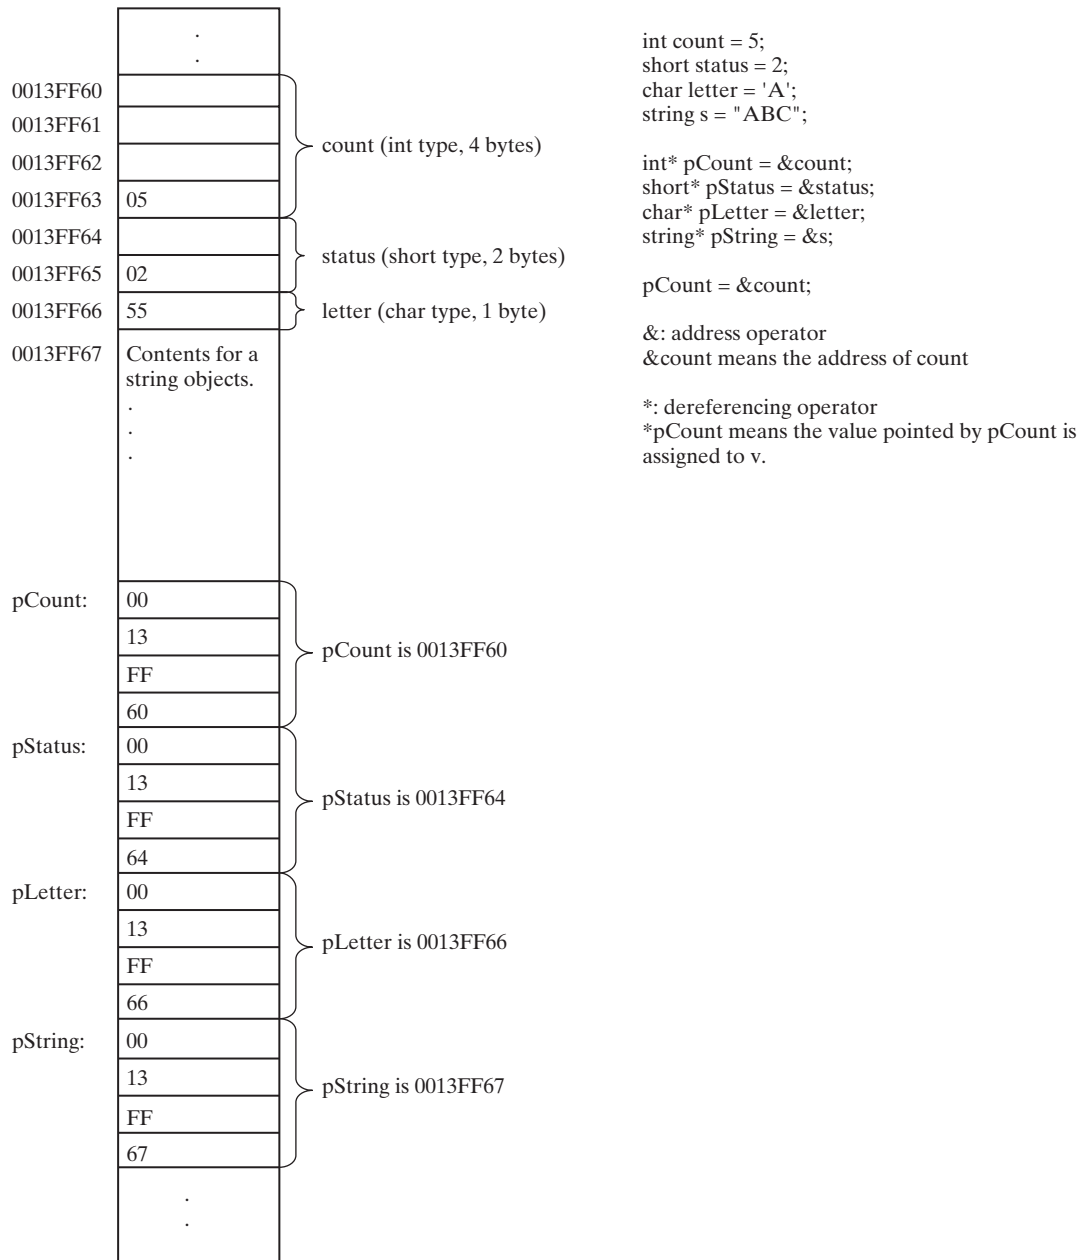 .
.
0013FF60
0013FF61
0013FF62
0013FF63 05
count (int type, 4 bytes)
0013FF64
0013FF65 02
status (short type, 2 bytes)
0013FF66 55
letter (char type, 1 byte)
0013FF67 Contents for a
string objects.
.
.
.
pCount: 00
13
FF
60
pCount is 0013FF60
pStatus: 00
13
FF
64
pStatus is 0013FF64
pLetter: 00
13
FF
66
pLetter is 0013FF66
pString: 00
13
FF
67
pString is 0013FF67
.
.
int count = 5;
short status = 2;
char letter = 'A';
string s = "ABC";
int* pCount = &count;
short* pStatus = &status;
char* pLetter = &letter;
string* pString = &s;
pCount = &count;
&: address operator
&count means the address of count
*: dereferencing operator
*pCount means the value pointed by pCount is
assigned to v.